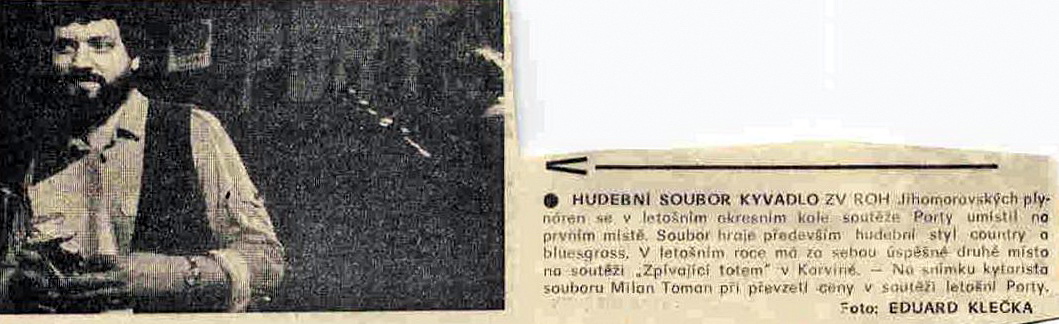 ● HUDEBNÍ SOUBOR KYVADLO ZV ROH Jihomoravských ply-
náren se v letošním okresním kole soutěže Porty umístil na
prvním místě. Soubor hraje především hudební styl country a
bluesgrass. V letošním roce má za sebou úspěšné druhé místo
na soutěži „Zpívající totem" v Karviné. — Na snímku kytarista
souboru Milan Toman při převzetí ceny v soutěži letošní Porty.
Foto: EDUARD KLEČKA